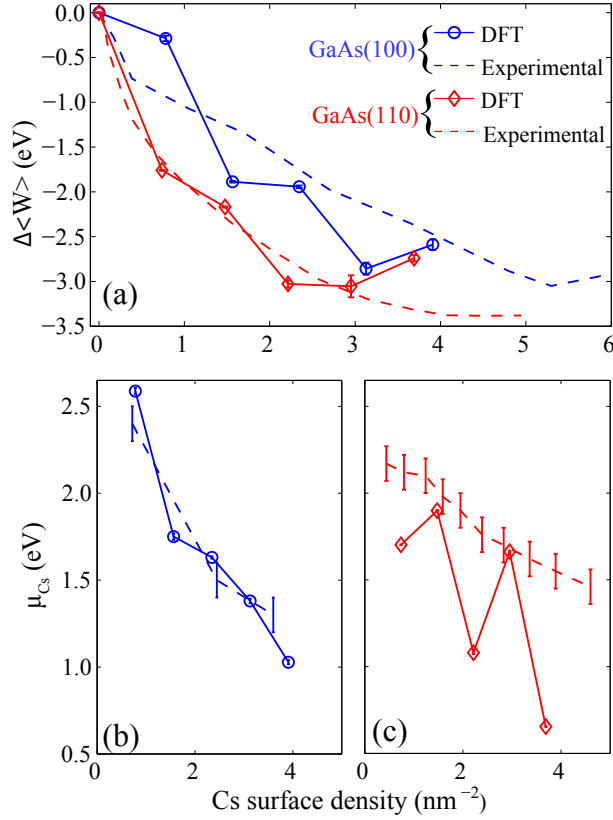 0.0
−0.5
−1.0
−1.5
−2.0
−2.5
−3.0
−3.5
Δ<W> (eV)
GaAs(100) { DFT
Experimental
GaAs(110) { DFT
Experimental
(a)
0 1 2 3 4 5 6
2.5
2.0
1.5
1.0
0.5
μCs (eV)
(b)
(c)
0 2 4
0 2 4
Cs surface density (nm⁻²)